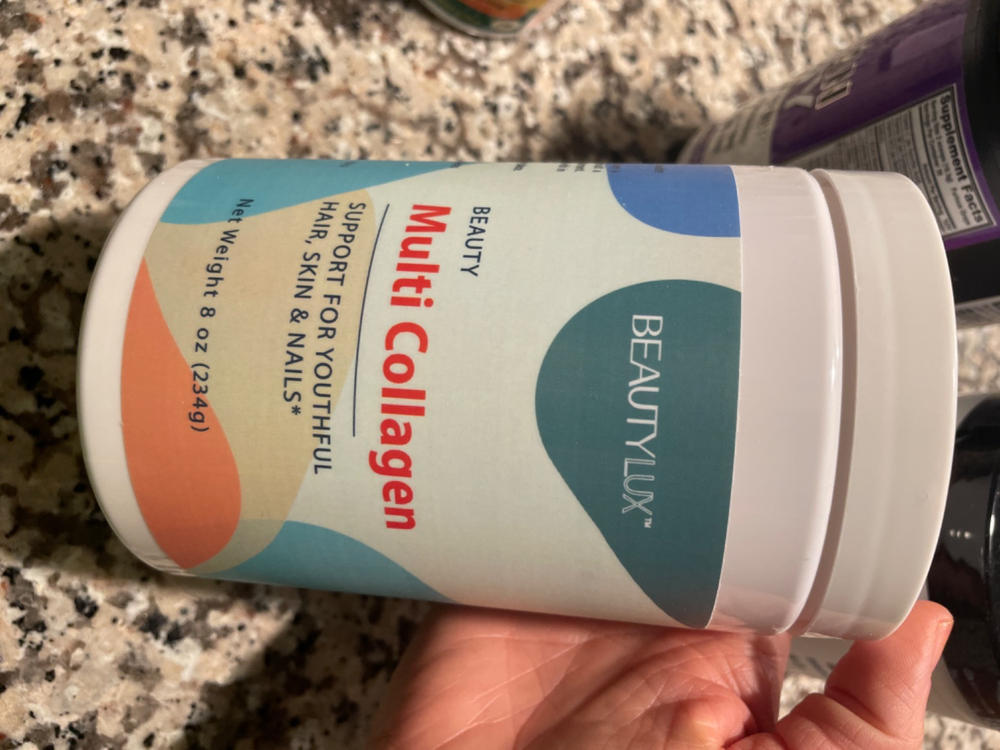 BEAUTYLUX™
BEAUTY
Multi Collagen
SUPPORT FOR YOUTHFUL
HAIR, SKIN & NAILS*
Net Weight 8 oz (234g)
Supplement Facts